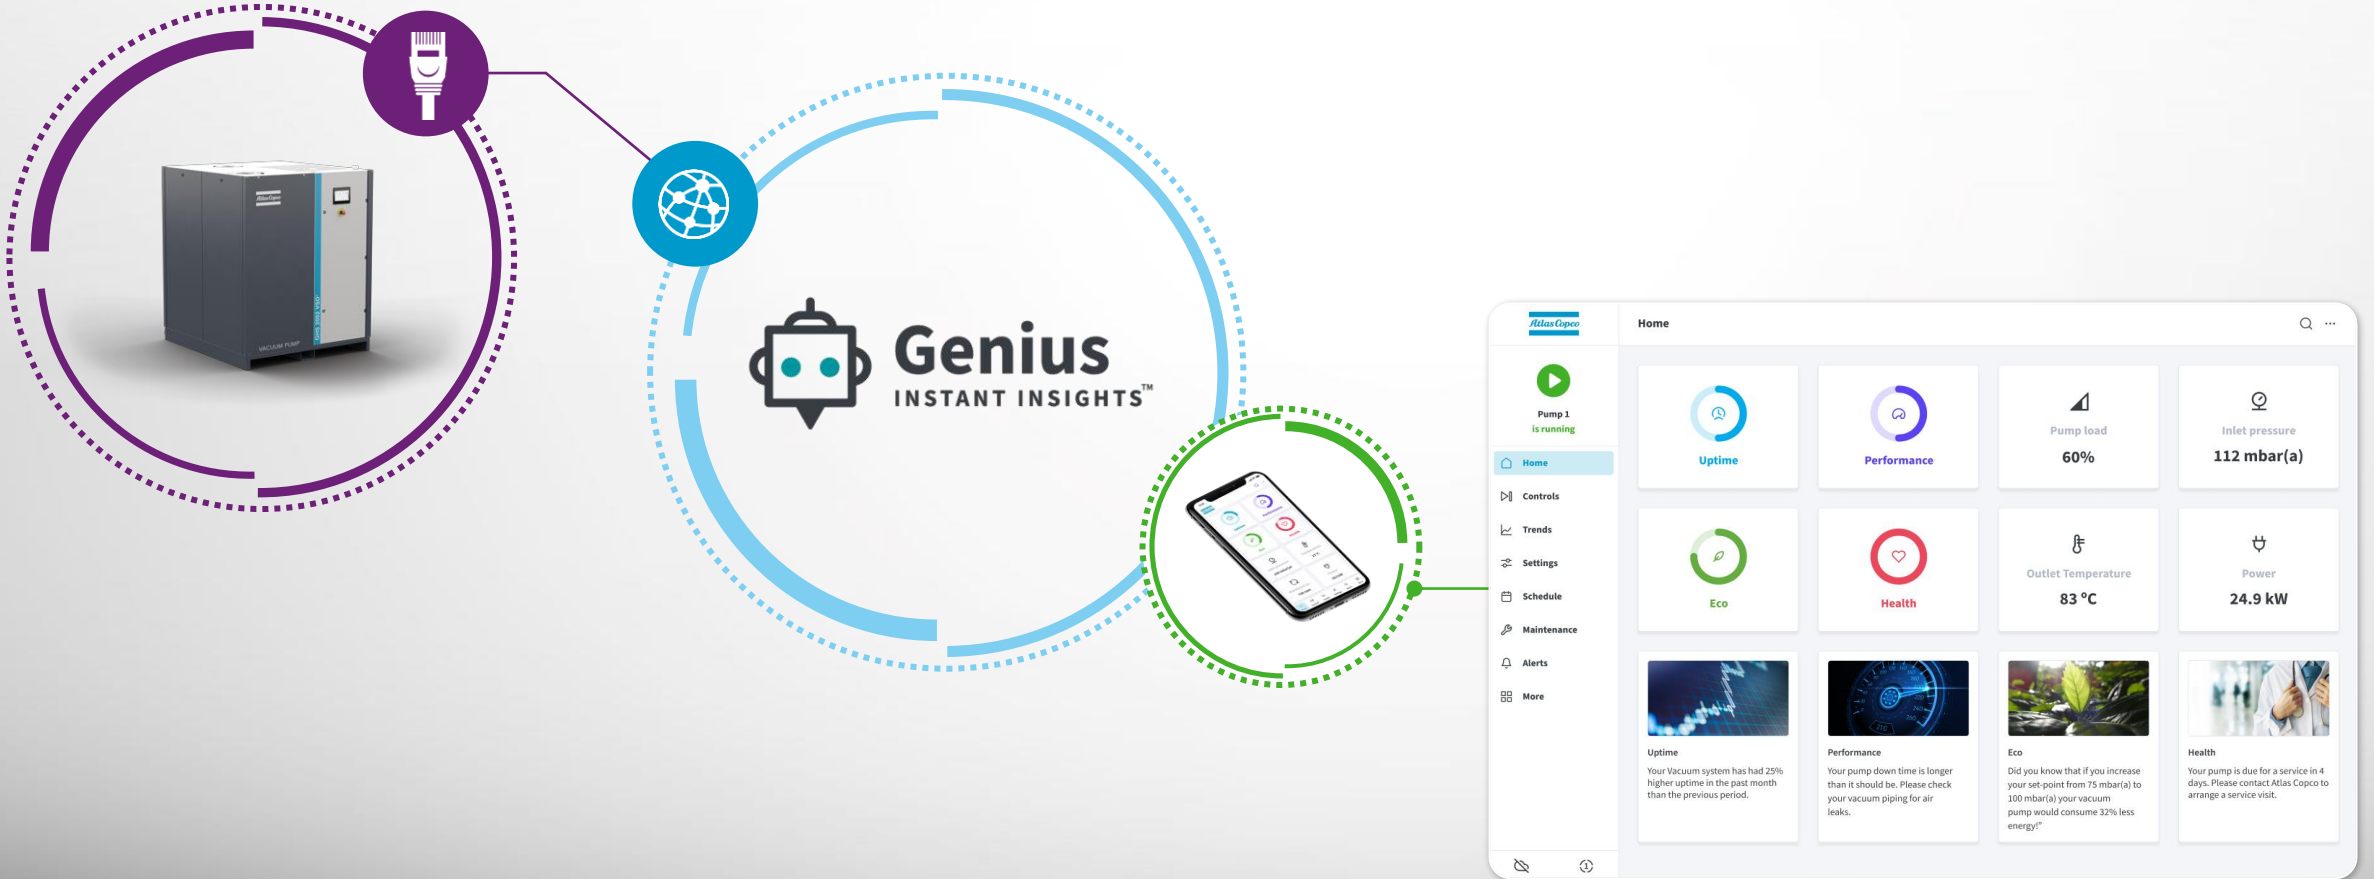 Atlas Copco
VACUUM PUMP
Genius
INSTANT INSIGHTS™
Atlas Copco
Home
Pump 1
is running
Home
Controls
Trends
Settings
Schedule
Maintenance
Alerts
More
Uptime
Performance
Pump load
60%
Inlet pressure
112 mbar(a)
Eco
Health
Outlet Temperature
83 °C
Power
24.9 kW
Uptime
Your Vacuum system has had 25%
higher uptime in the past month
than the previous period.
Performance
Your pump down time is longer
than it should be. Please check
your vacuum piping for air
leaks.
Eco
Did you know that if you increase
your set-point from 75 mbar(a) to
100 mbar(a) your vacuum
pump would consume 32% less
energy!"
Health
Your pump is due for a service in 4
days. Please contact Atlas Copco to
arrange a service visit.